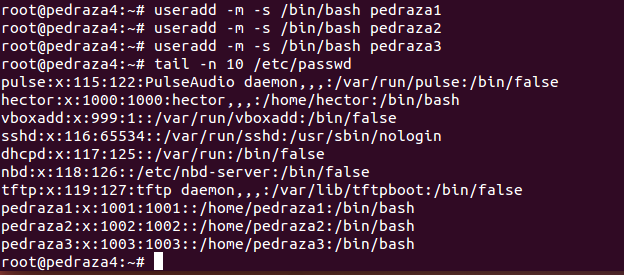 root@pedraza4:~# useradd -m -s /bin/bash pedraza1
root@pedraza4:~# useradd -m -s /bin/bash pedraza2
root@pedraza4:~# useradd -m -s /bin/bash pedraza3
root@pedraza4:~# tail -n 10 /etc/passwd
pulse:x:115:122:PulseAudio daemon,,,:/var/run/pulse:/bin/false
hector:x:1000:1000:hector,,,:/home/hector:/bin/bash
vboxadd:x:999:1::/var/run/vboxadd:/bin/false
sshd:x:116:65534::/var/run/sshd:/usr/sbin/nologin
dhcpd:x:117:125::/var/run:/bin/false
nbd:x:118:126::/etc/nbd-server:/bin/false
tftp:x:119:127:tftp daemon,,,:/var/lib/tftpboot:/bin/false
pedraza1:x:1001:1001::/home/pedraza1:/bin/bash
pedraza2:x:1002:1002::/home/pedraza2:/bin/bash
pedraza3:x:1003:1003::/home/pedraza3:/bin/bash
root@pedraza4:~#